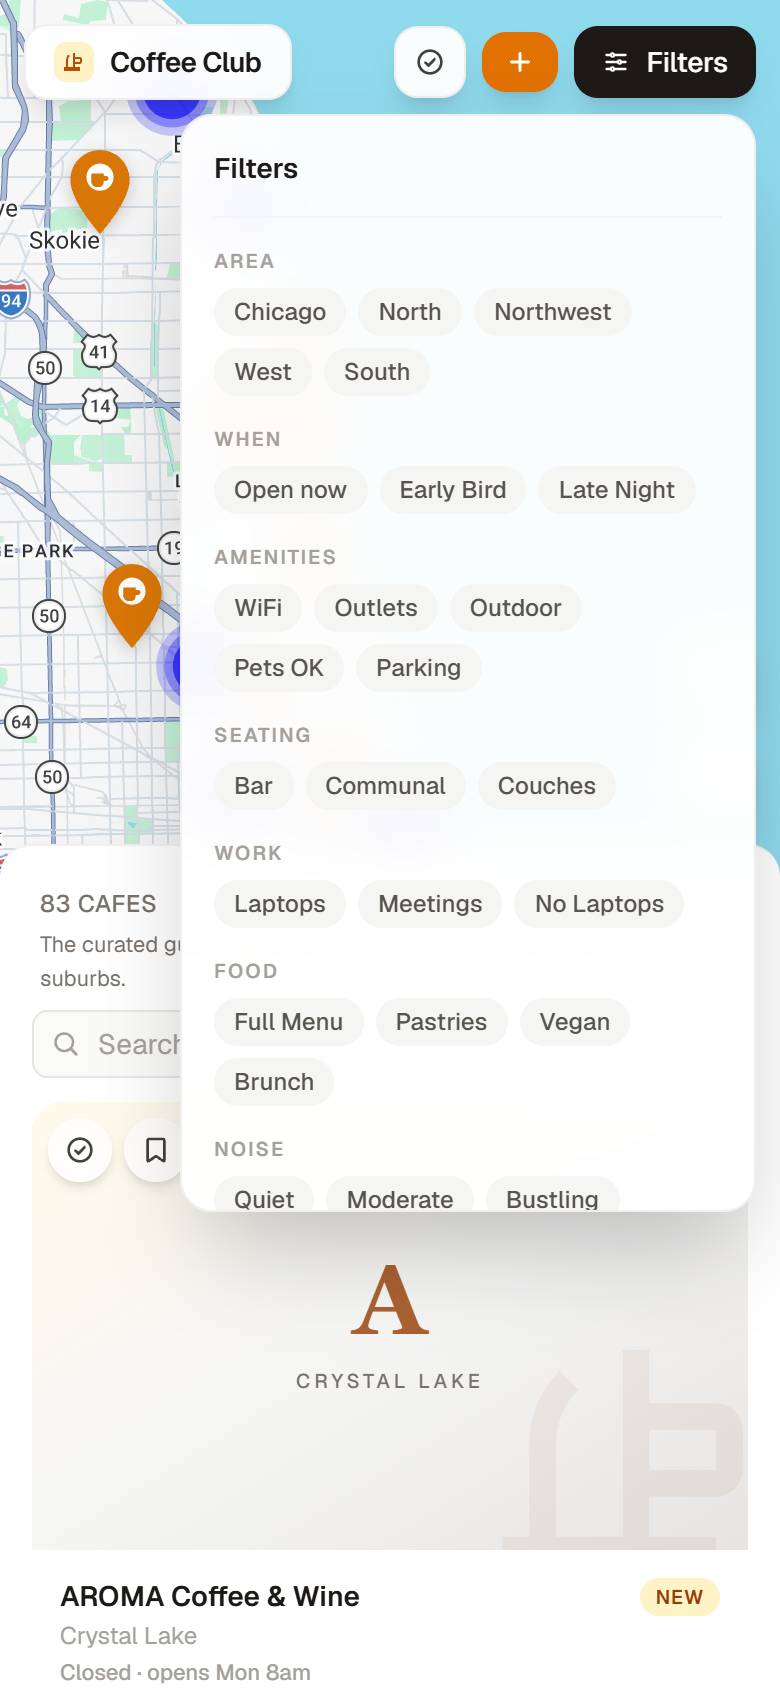 Coffee Club
Filters
Filters
AREA
Chicago North Northwest
West South
WHEN
Open now Early Bird Late Night
AMENITIES
WiFi Outlets Outdoor
Pets OK Parking
SEATING
Bar Communal Couches
WORK
Laptops Meetings No Laptops
FOOD
Full Menu Pastries Vegan
Brunch
NOISE
Quiet Moderate Bustling
Skokie
94
41
50
14
50
64
50
83 CAFES
The curated
suburbs.
Search
A
CRYSTAL LAKE
AROMA Coffee & Wine
NEW
Crystal Lake
Closed · opens Mon 8am